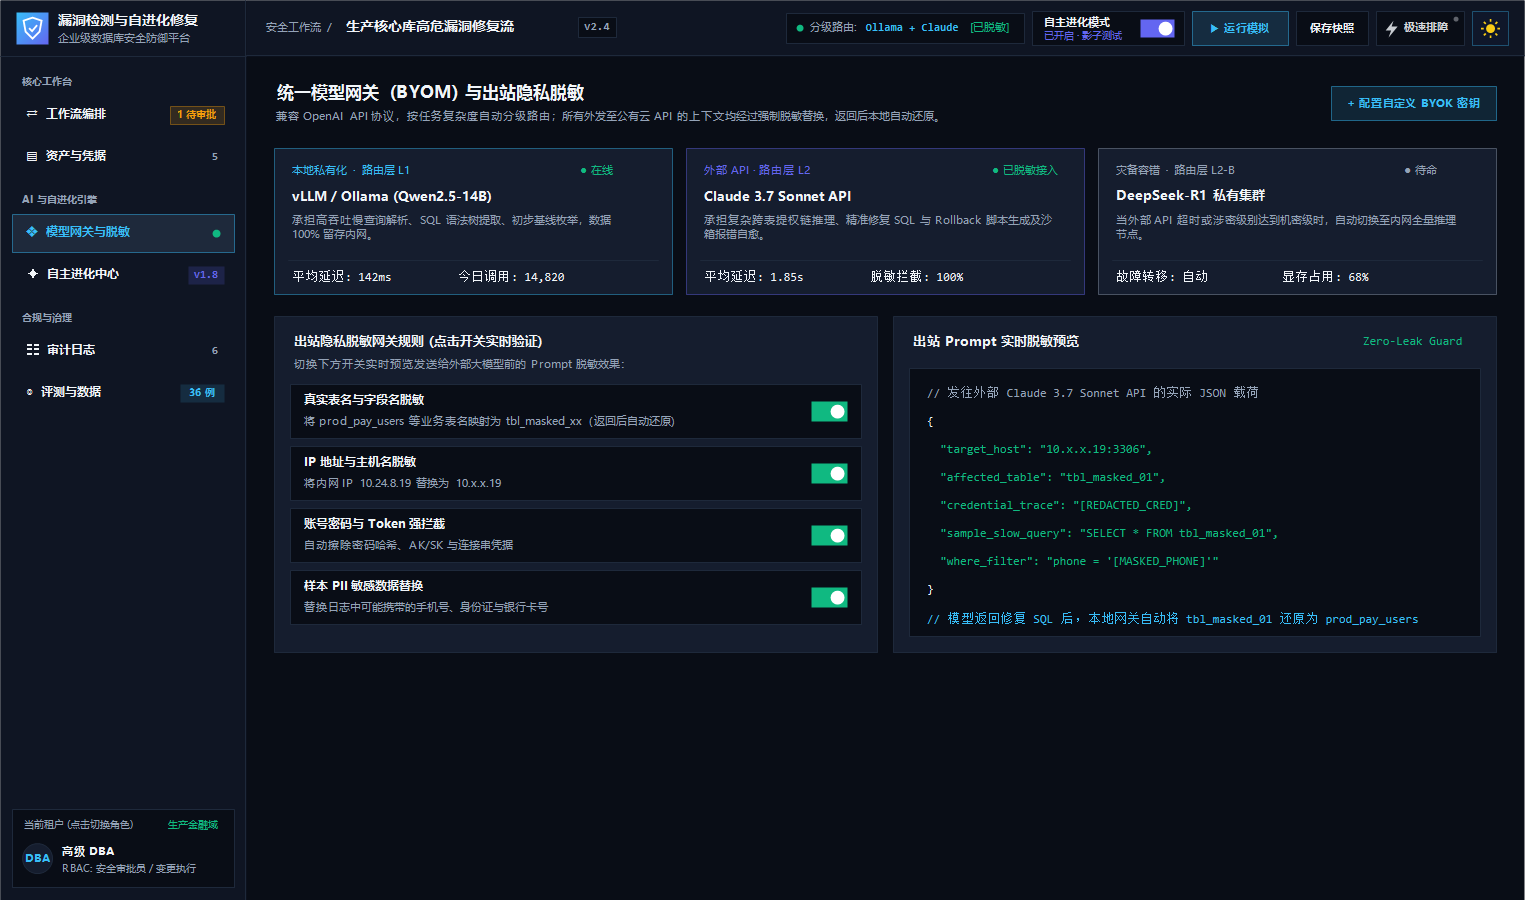 漏洞检测与自进化修复
企业级数据库安全防御平台
安全工作流 / 生产核心库高危漏洞修复流 v2.4
分级路由: Ollama + Claude [已脱敏]
自主进化模式
已开启 · 影子测试
运行模拟
保存快照
极速排障
核心工作台
工作流编排 1 待审批
资产与凭据 5
AI 与自进化引擎
模型网关与脱敏
自主进化中心 v1.8
合规与治理
审计日志 6
评测与数据 36 例
当前租户 (点击切换角色) 生产金融域
DBA
高级 DBA
RBAC: 安全审批员 / 变更执行
统一模型网关（BYOM）与出站隐私脱敏
兼容 OpenAI API 协议，按任务复杂度自动分级路由；所有外发至公有云 API 的上下文均经过强制脱敏替换，返回后本地自动还原。
+ 配置自定义 BYOK 密钥
本地私有化 · 路由层 L1 在线
vLLM / Ollama (Qwen2.5-14B)
承担高吞吐慢查询解析、SQL 语法树提取、初步基线枚举，数据
100% 留存内网。
平均延迟: 142ms 今日调用: 14,820
外部 API · 路由层 L2 已脱敏接入
Claude 3.7 Sonnet API
承担复杂跨表提权链推理、精准修复 SQL 与 Rollback 脚本生成及沙
箱报错自愈。
平均延迟: 1.85s 脱敏拦截: 100%
灾备容错 · 路由层 L2-B 待命
DeepSeek-R1 私有集群
当外部 API 超时或涉密级别达到机密级时，自动切换至内网全量推理
节点。
故障转移: 自动 显存占用: 68%
出站隐私脱敏网关规则 (点击开关实时验证)
切换下方开关实时预览发送给外部大模型前的 Prompt 脱敏效果：
真实表名与字段名脱敏
将 prod_pay_users 等业务表名映射为 tbl_masked_xx（返回后自动还原）
IP 地址与主机名脱敏
将内网 IP 10.24.8.19 替换为 10.x.x.19
账号密码与 Token 强拦截
自动擦除密码哈希、AK/SK 与连接串凭据
样本 PII 敏感数据替换
替换日志中可能携带的手机号、身份证与银行卡号
出站 Prompt 实时脱敏预览 Zero-Leak Guard
// 发往外部 Claude 3.7 Sonnet API 的实际 JSON 载荷
{
"target_host": "10.x.x.19:3306",
"affected_table": "tbl_masked_01",
"credential_trace": "[REDACTED_CRED]",
"sample_slow_query": "SELECT * FROM tbl_masked_01",
"where_filter": "phone = '[MASKED_PHONE]'"
}
// 模型返回修复 SQL 后，本地网关自动将 tbl_masked_01 还原为 prod_pay_users